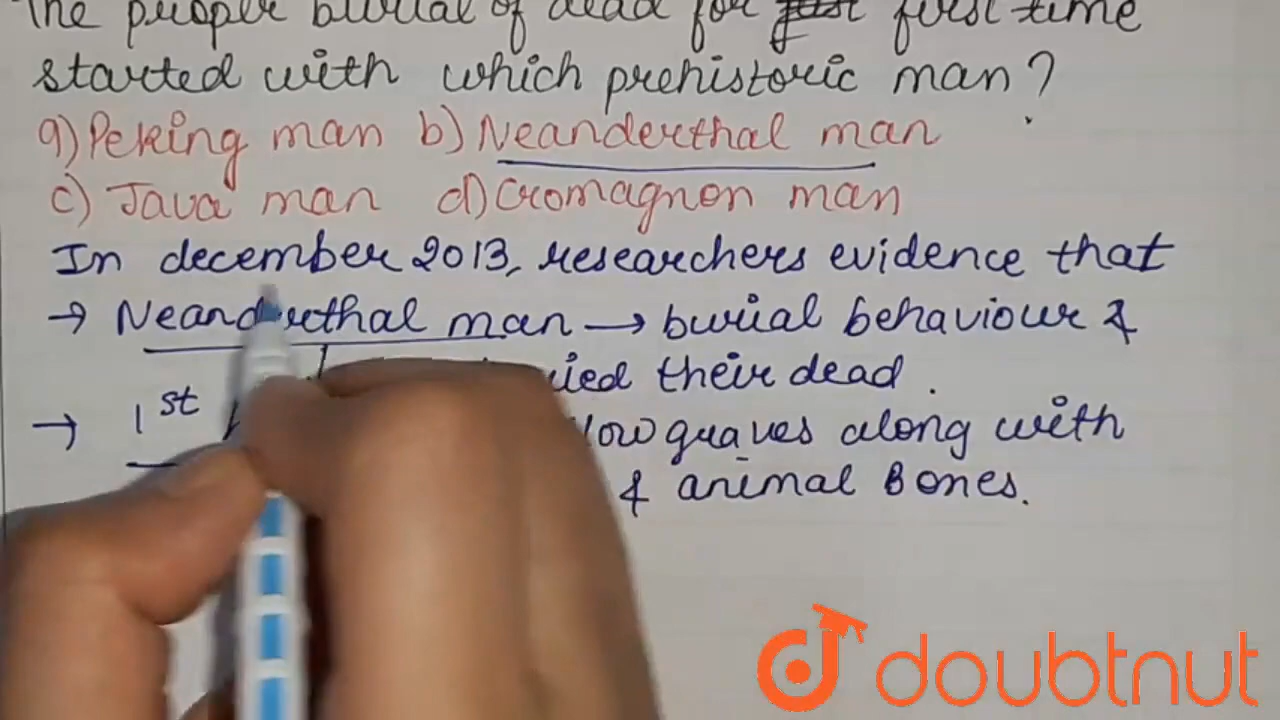 The proper burial of dead for first time
started with which prehistoric man?
a) Peking man b) Neanderthal man
c) Java man d) Cromagnon man
In december 2013, researchers evidence that
→ Neanderthal man → burial behaviour &
their dead.
→ 1st graves along with
& animal Bones.
doubtnut